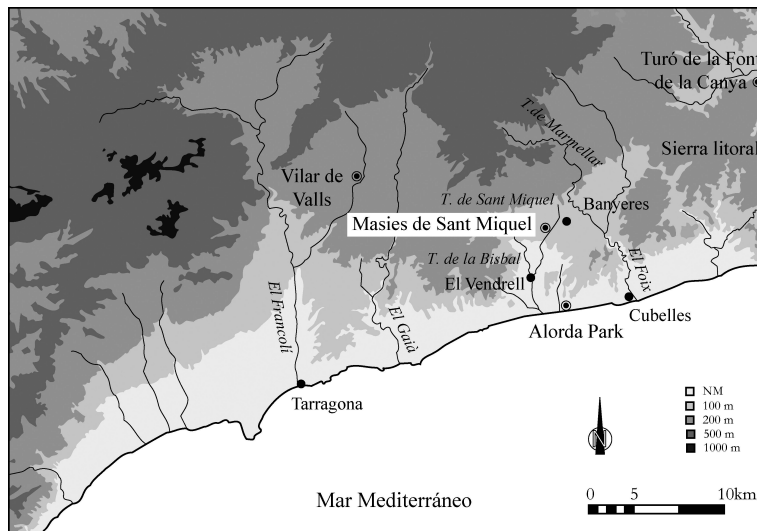 Turó de la Font
de la Canya
T. de Marmellar
Sierra litoral
Vilar de
Valls
T. de Sant Miquel
Banyeres
Masies de Sant Miquel
T. de la Bisbal
El Vendrell
El Foix
El Francolí
El Gaià
Cubelles
Alorda Park
Tarragona
NM
100 m
200 m
500 m
1000 m
N
Mar Mediterráneo
0 5 10km